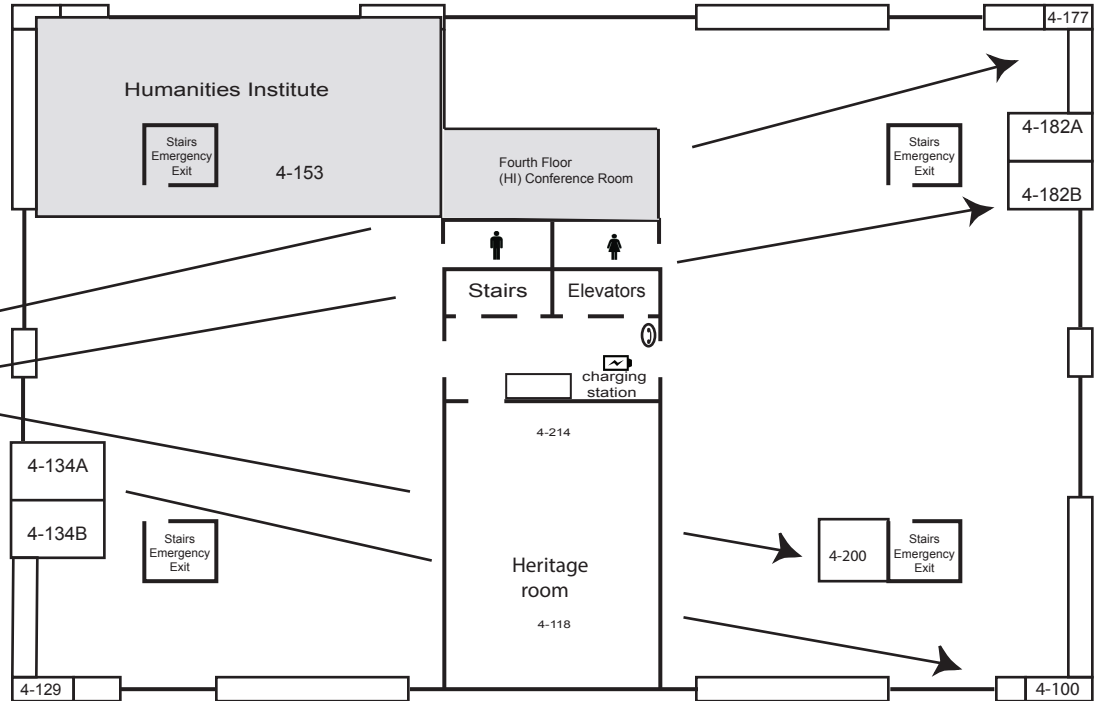 4-177
Humanities Institute
4-182A
Stairs
Emergency
Exit
4-153
Fourth Floor
(HI) Conference Room
Stairs
Emergency
Exit
4-182B
Stairs
Elevators
charging
station
4-214
4-134A
4-134B
Stairs
Emergency
Exit
Heritage
room
4-118
4-200
Stairs
Emergency
Exit
4-129
4-100